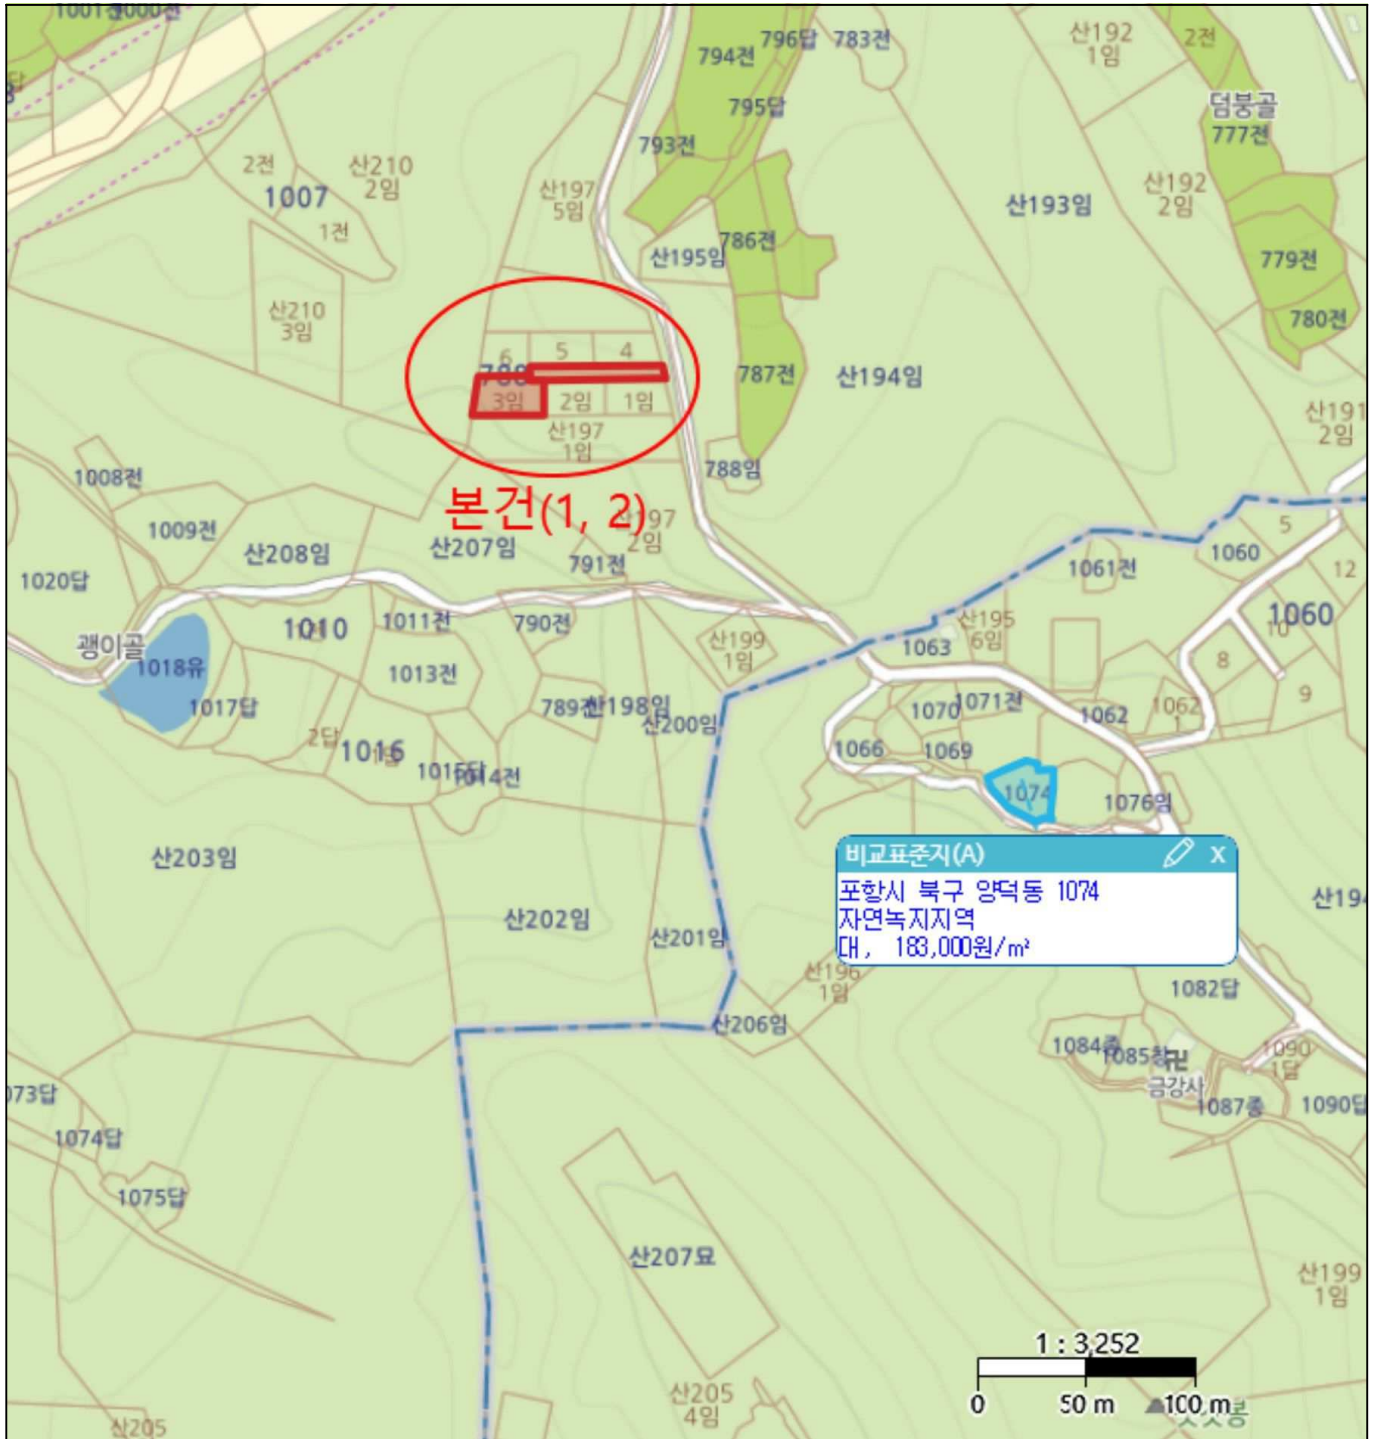 796답
783전
794전
산192
1임
2전
795답
덤붕골
777전
793전
2전
1007
1전
산210
2임
산197
5임
산193임
산192
2임
786전
산195임
779전
산210
3임
780전
6
5
4
787전
산194임
3임
2임
1임
산197
1임
산191
2임
1008전
788임
본건(1, 2)
산197
2임
1009전
산208임
산207임
791전
1020답
5
1060
12
1061전
1010
1011전
790전
산195
6임
1060
10
괭이골
1018유
1013전
산199
1임
1063
8
9
1017답
789전
산198임
산200임
1070
1071전
1062
1062
1
2답
1016
1066
1069
1014전
1074
1076임
비교표준지(A)
x
포항시 북구 양덕동 1074
자연녹지지역
대, 183,000원/㎡
산203임
산202임
산201임
산196
1임
1082답
산206임
1084종
1085창
금강사
1090
1답
1087종
1074답
1075답
산207묘
산199
1임
1 : 3,252
0
50 m
100 m
산205
4임
산205